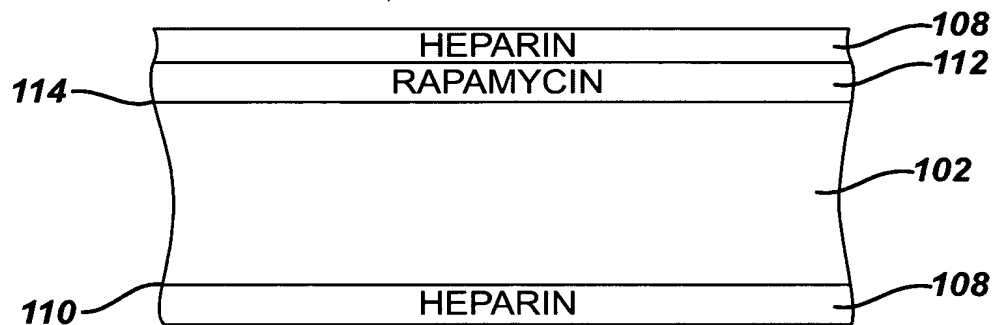 HEPARIN 108
RAPAMYCIN 112
114
102
110 HEPARIN 108